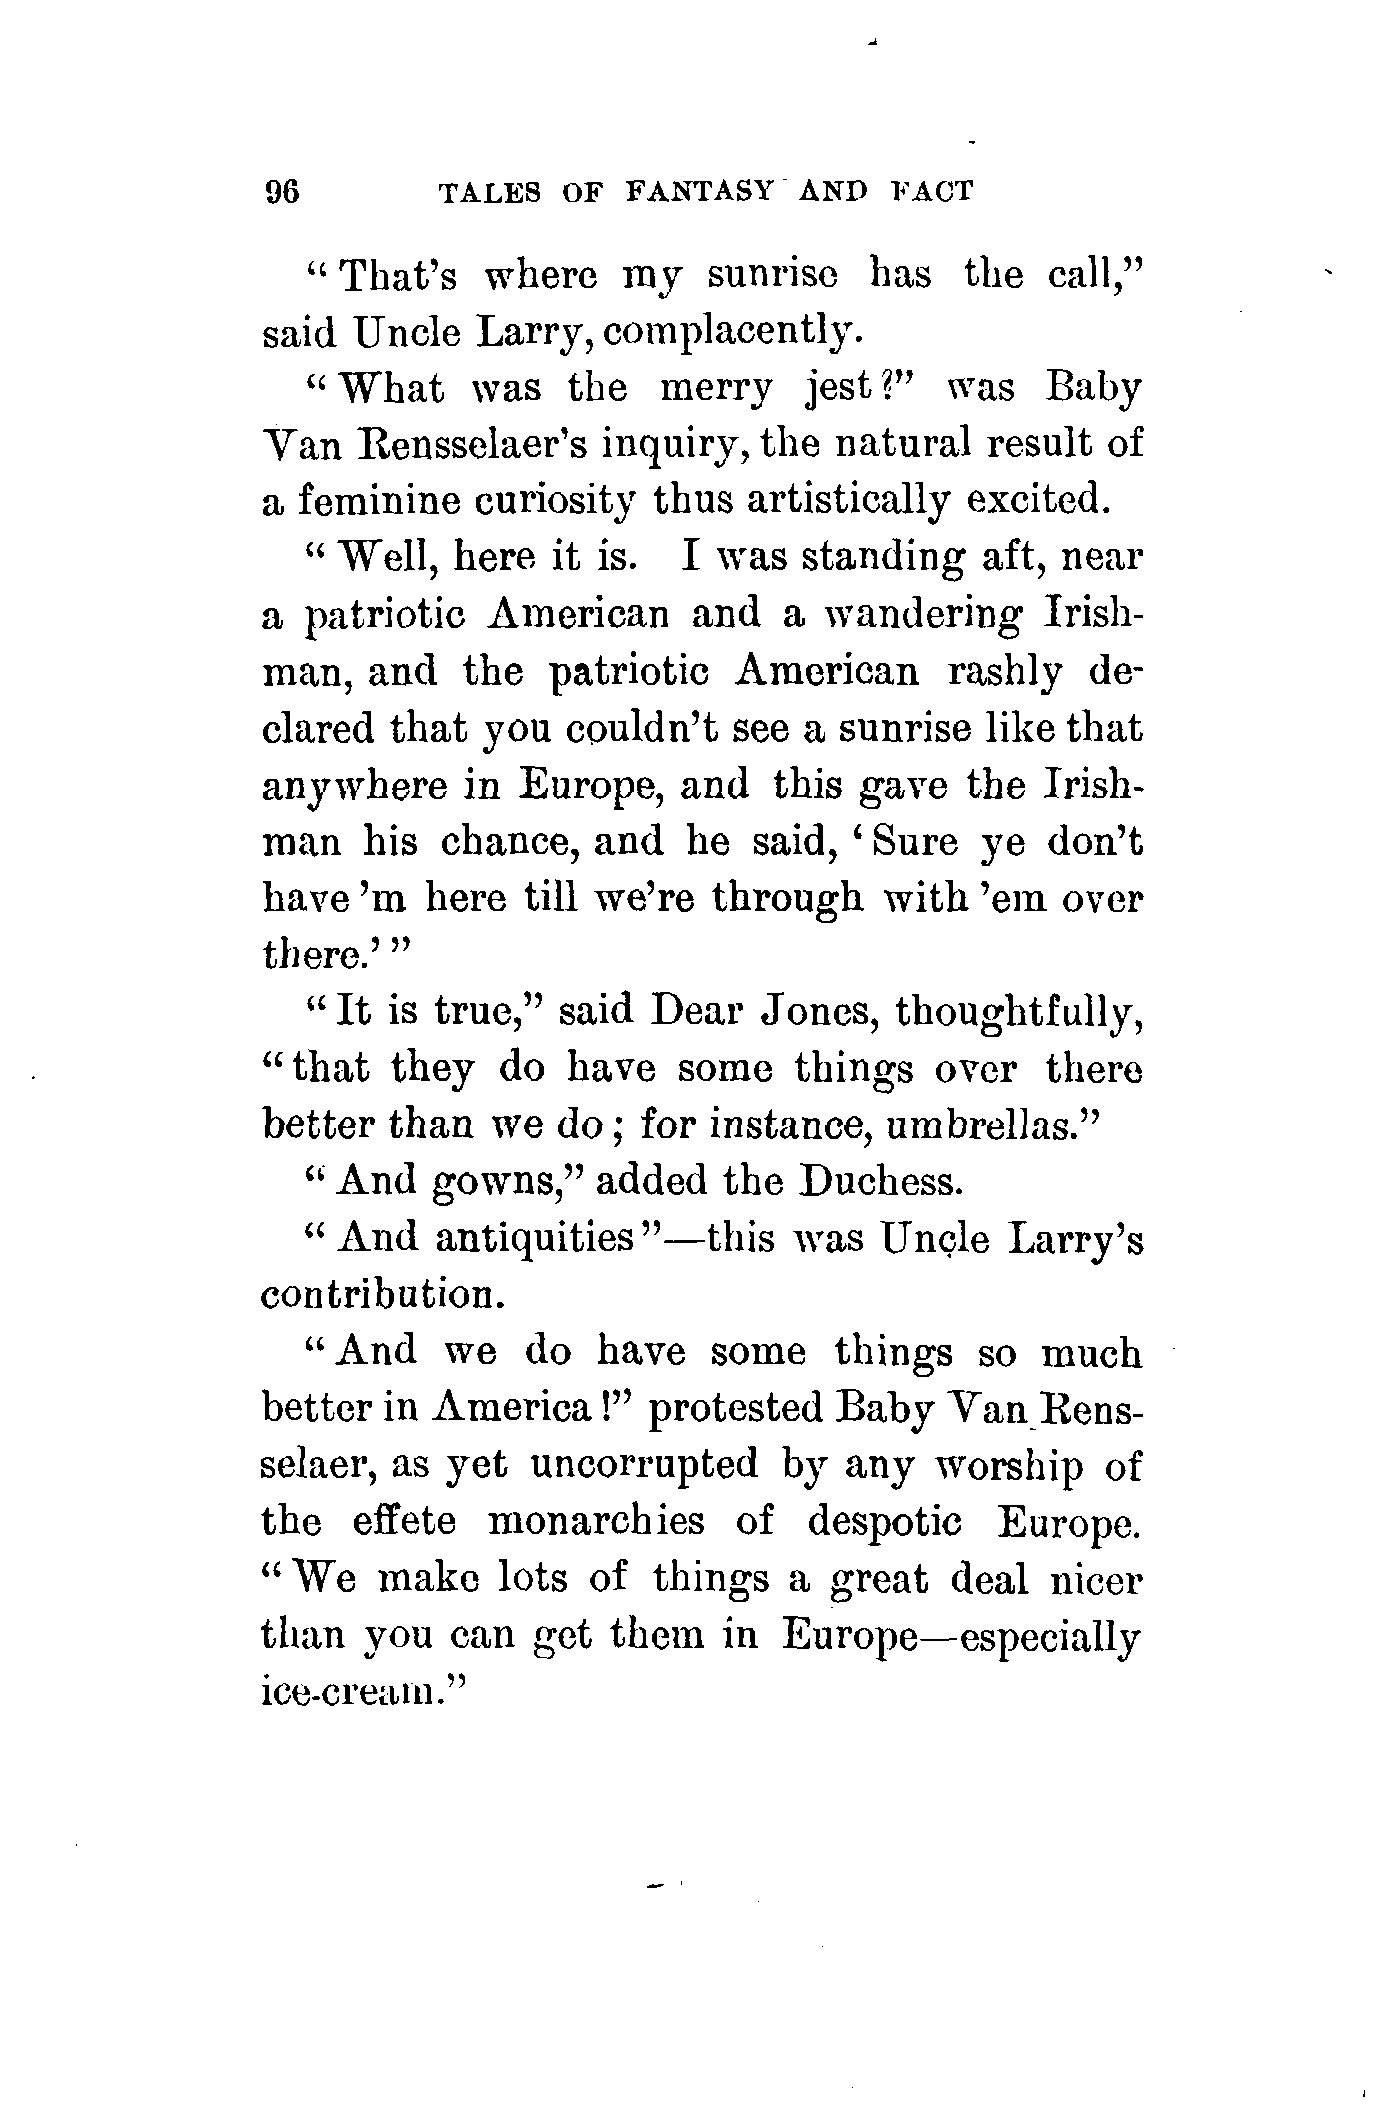 96 TALES OF FANTASY AND FACT
“That’s where my sunrise has the call,”
said Uncle Larry, complacently.
“What was the merry jest?” was Baby
Van Rensselaer’s inquiry, the natural result of
a feminine curiosity thus artistically excited.
“Well, here it is. I was standing aft, near
a patriotic American and a wandering Irish-
man, and the patriotic American rashly de-
clared that you couldn’t see a sunrise like that
anywhere in Europe, and this gave the Irish-
man his chance, and he said, ‘Sure ye don’t
have ’m here till we’re through with ’em over
there.’”
“It is true,” said Dear Jones, thoughtfully,
“that they do have some things over there
better than we do; for instance, umbrellas.”
“And gowns,” added the Duchess.
“And antiquities”—this was Uncle Larry’s
contribution.
“And we do have some things so much
better in America!” protested Baby Van Rens-
selaer, as yet uncorrupted by any worship of
the effete monarchies of despotic Europe.
“We make lots of things a great deal nicer
than you can get them in Europe—especially
ice-cream.”